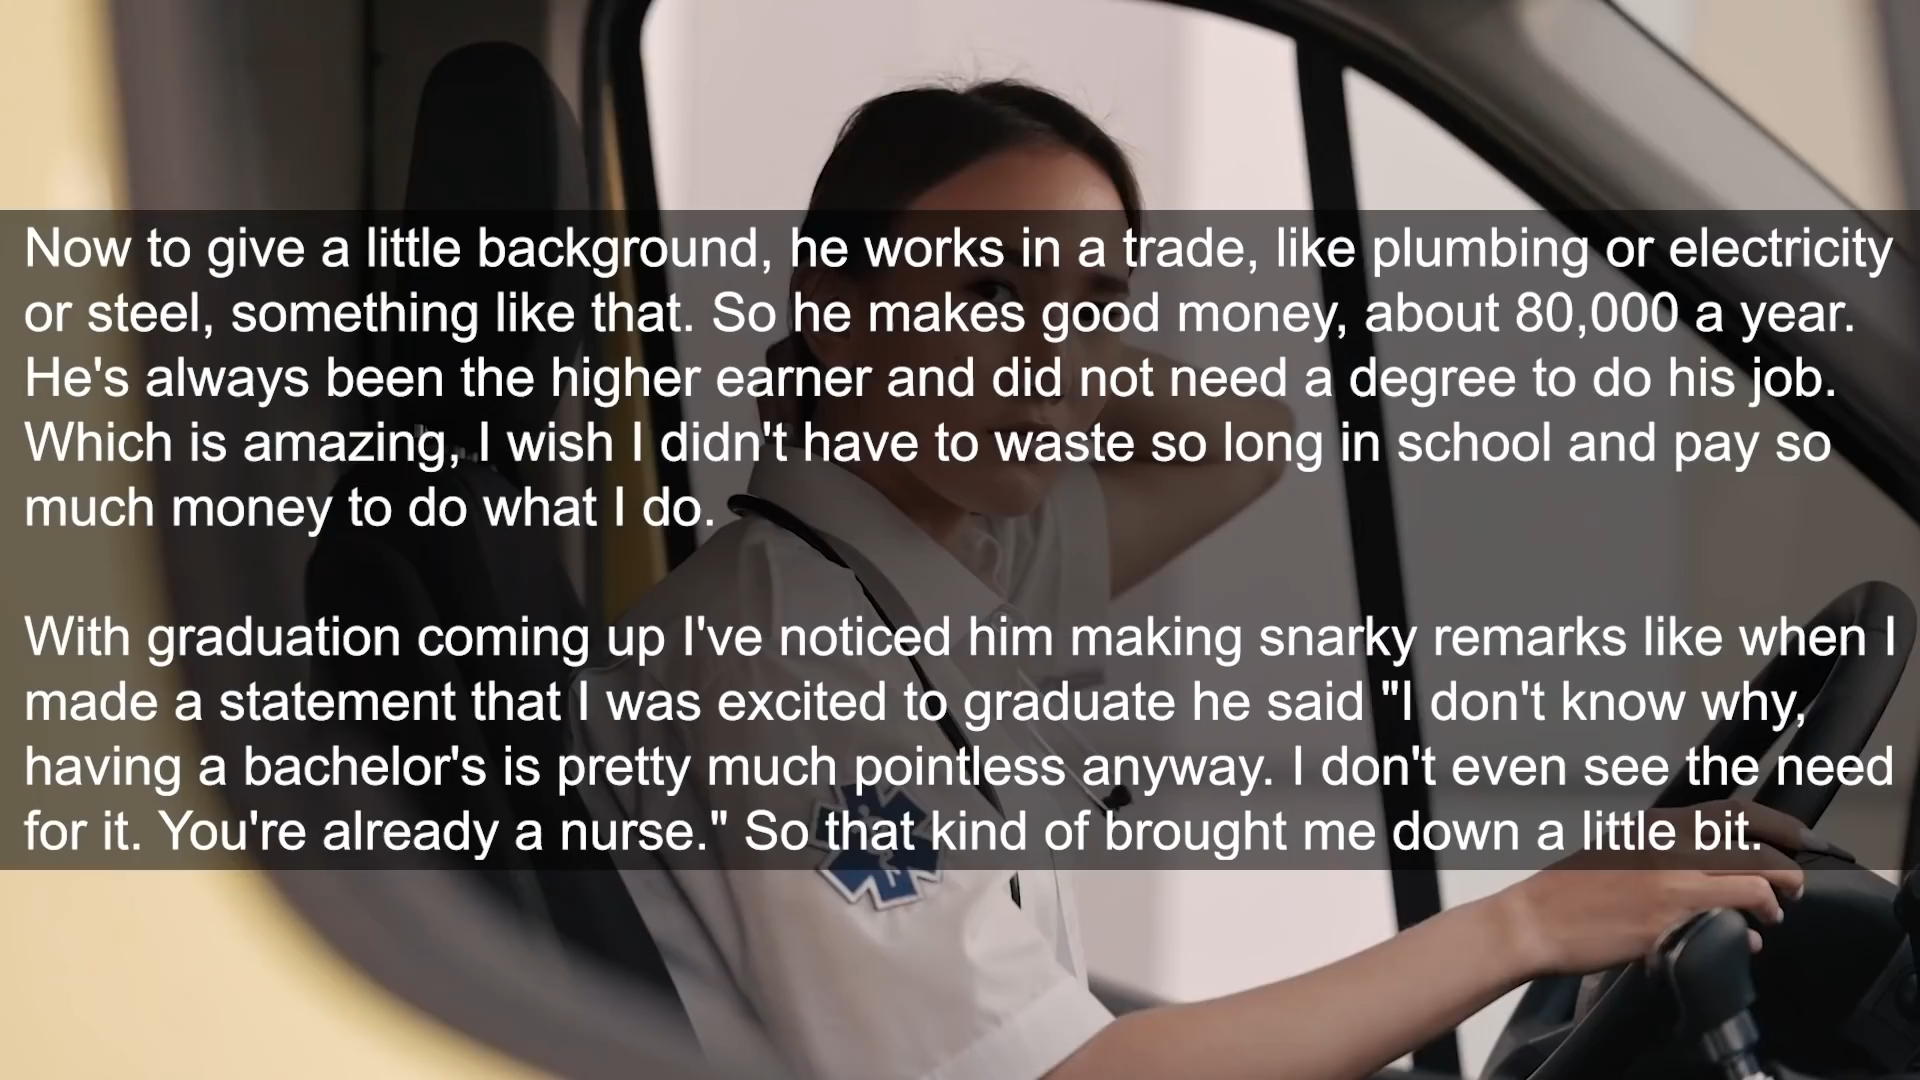 Now to give a little background, he works in a trade, like plumbing or electricity
or steel, something like that. So he makes good money, about 80,000 a year.
He's always been the higher earner and did not need a degree to do his job.
Which is amazing, I wish I didn't have to waste so long in school and pay so
much money to do what I do.
With graduation coming up I've noticed him making snarky remarks like when I
made a statement that I was excited to graduate he said "I don't know why,
having a bachelor's is pretty much pointless anyway. I don't even see the need
for it. You're already a nurse." So that kind of brought me down a little bit.